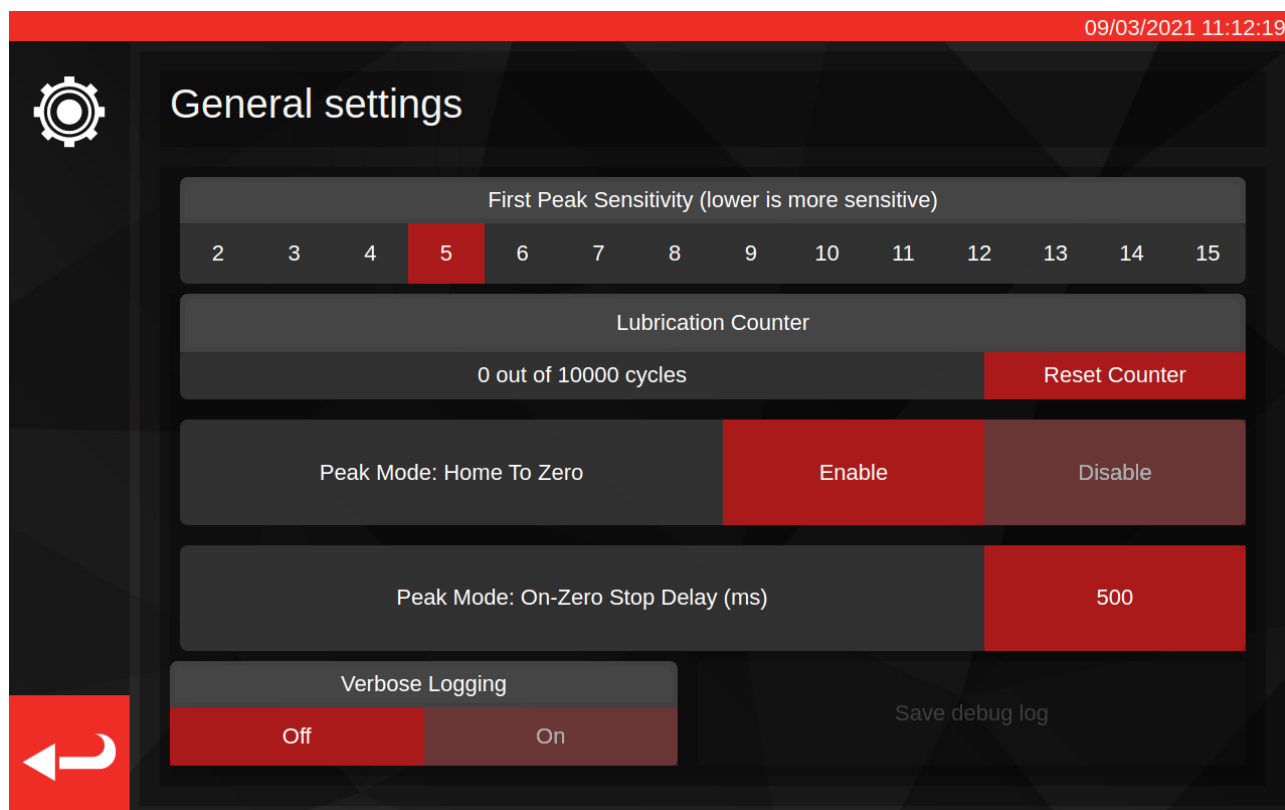 09/03/2021 11:12:19
General settings
First Peak Sensitivity (lower is more sensitive)
2 3 4 5 6 7 8 9 10 11 12 13 14 15
Lubrication Counter
0 out of 10000 cycles Reset Counter
Peak Mode: Home To Zero Enable Disable
Peak Mode: On-Zero Stop Delay (ms) 500
Verbose Logging
Off On
Save debug log